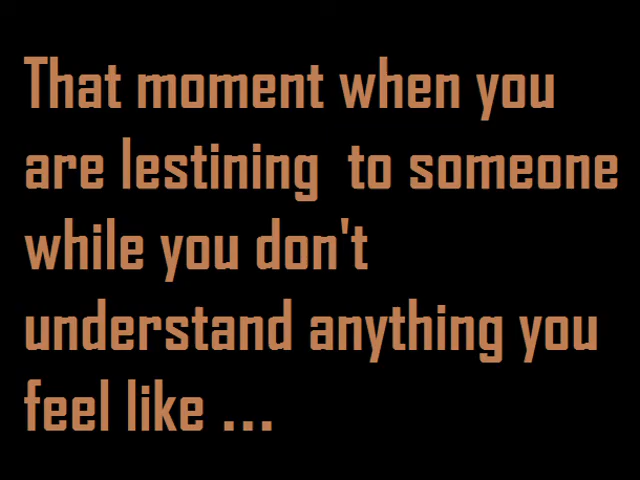 That moment when you
are lestining to someone
while you don't
understand anything you
feel like ...